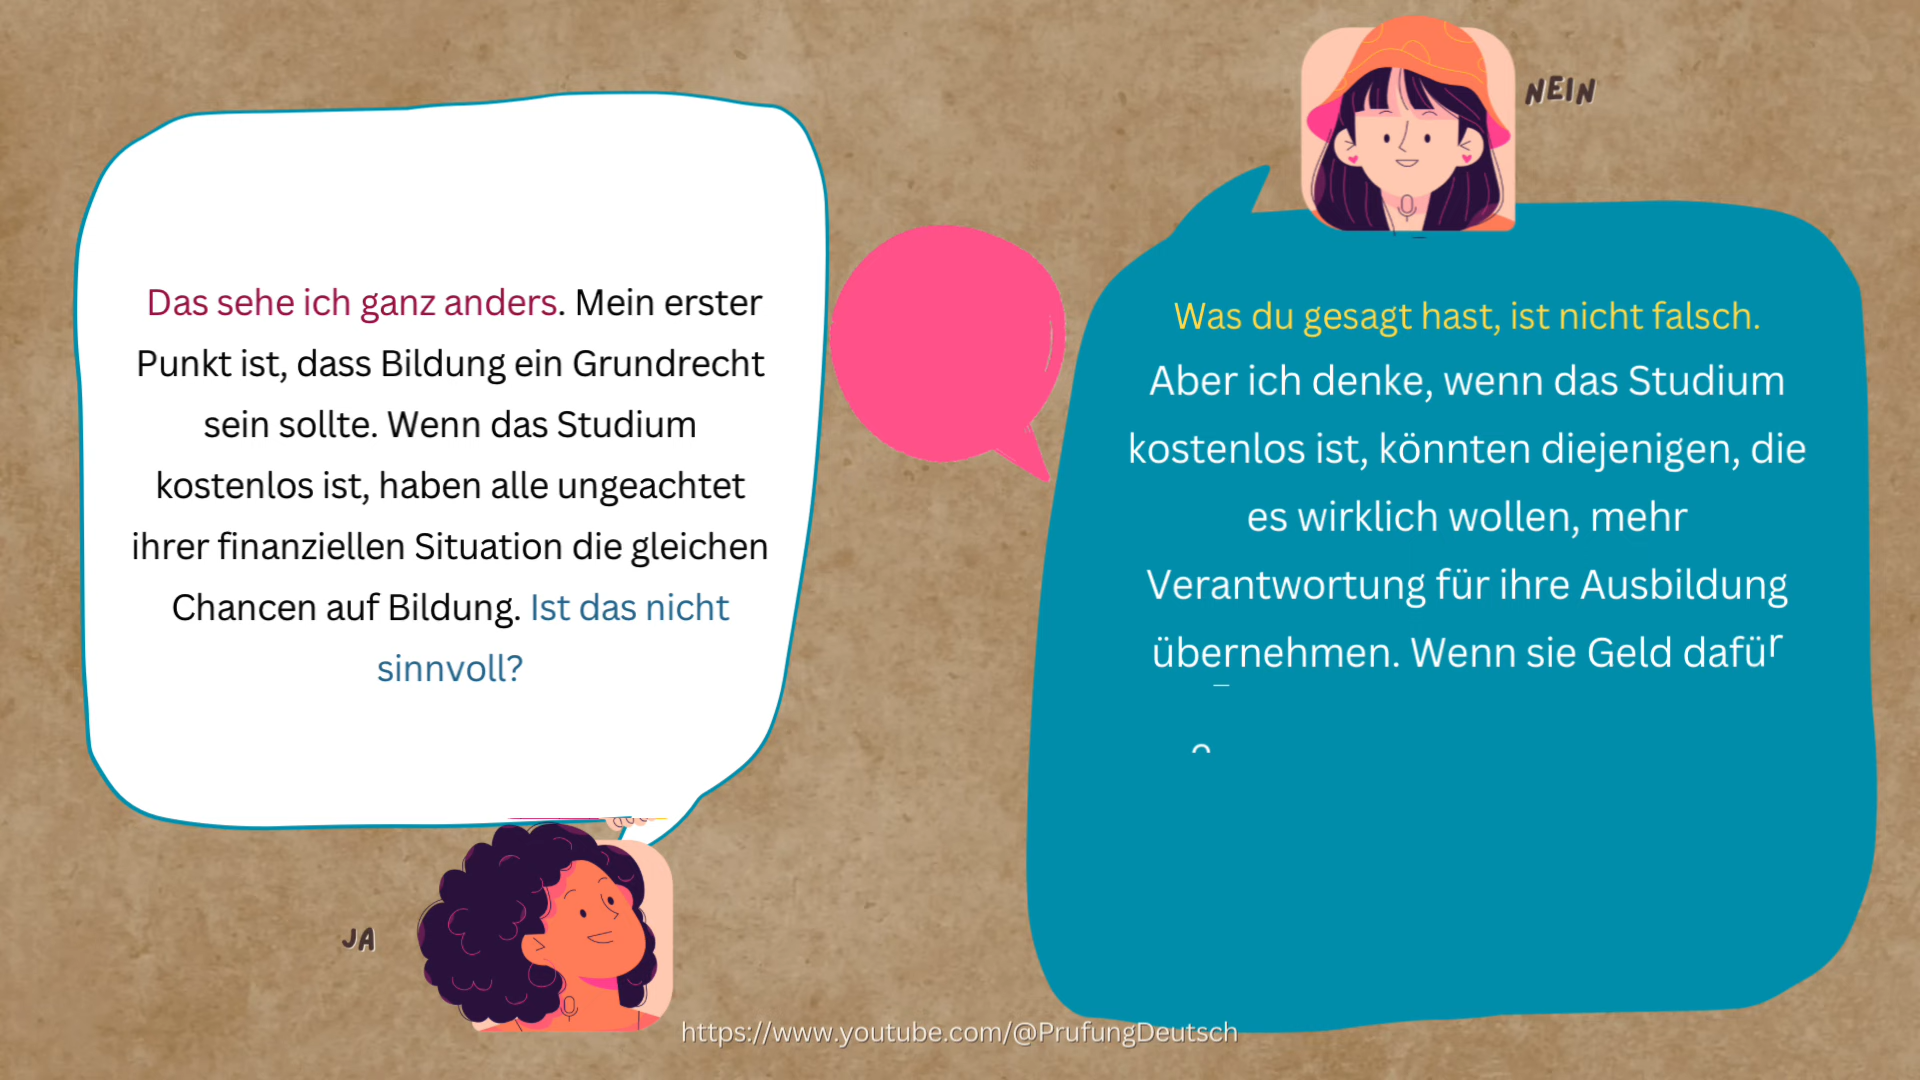 NEIN
Das sehe ich ganz anders. Mein erster
Punkt ist, dass Bildung ein Grundrecht
sein sollte. Wenn das Studium
kostenlos ist, haben alle ungeachtet
ihrer finanziellen Situation die gleichen
Chancen auf Bildung. Ist das nicht
sinnvoll?
Was du gesagt hast, ist nicht falsch.
Aber ich denke, wenn das Studium
kostenlos ist, könnten diejenigen, die
es wirklich wollen, mehr
Verantwortung für ihre Ausbildung
übernehmen. Wenn sie Geld dafür
JA
https://www.youtube.com/@PrufungDeutsch